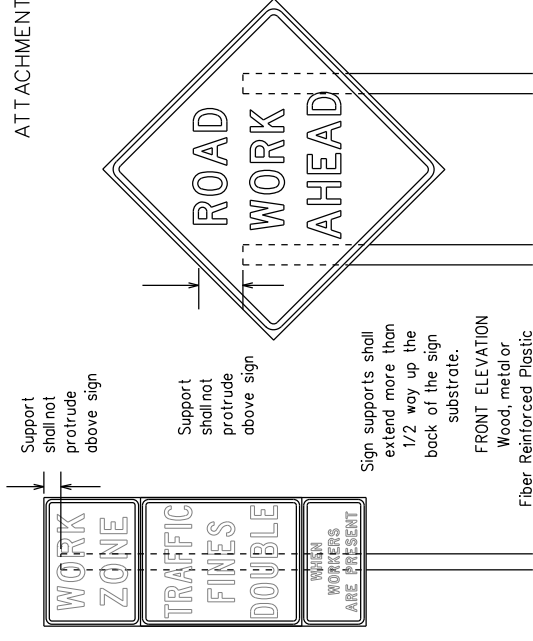 ATTACHMENT
ROAD
WORK
AHEAD
Support
shall not
protrude
above sign
Support
shall not
protrude
above sign
Sign supports shall
extend more than
1/2 way up the
back of the sign
substrate.
FRONT ELEVATION
Wood, metal or
Fiber Reinforced Plastic
WORK
ZONE
TRAFFIC
FINES
DOUBLE
WHEN
WORKERS
ARE PRESENT